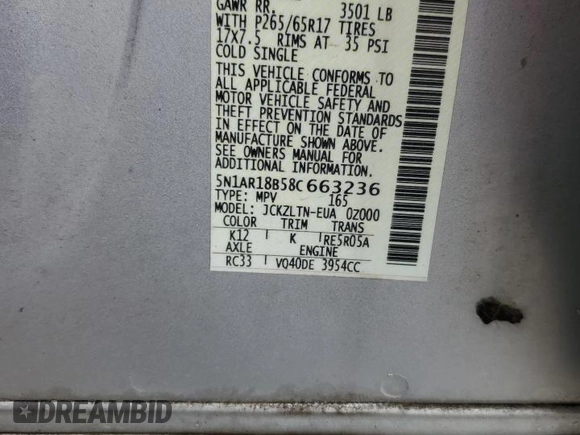 GAWR RR. 3501 LB
WITH P265/65R17 TIRES
17X7.5 RIMS AT 35 PSI
COLD SINGLE
THIS VEHICLE CONFORMS TO
ALL APPLICABLE FEDERAL
MOTOR VEHICLE SAFETY AND
THEFT PREVENTION STANDARDS
IN EFFECT ON THE DATE OF
MANUFACTURE SHOWN ABOVE.
SEE OWNERS MANUAL FOR
ADDITIONAL INFORMATION
5N1AR18B58C663236
TYPE: MPV 165
MODEL: JCKZLTN-EUA 0Z000
COLOR TRIM TRANS
K12 K RE5R05A
AXLE ENGINE
RC33 VQ40DE 3954CC
DREAMBID